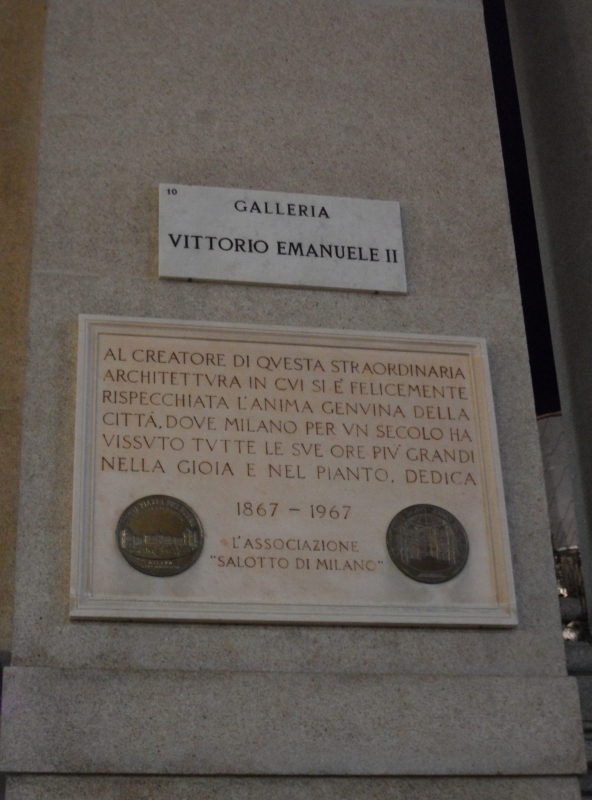 10
GALLERIA
VITTORIO EMANUELE II
AL CREATORE DI QVESTA STRAORDINARIA
ARCHITETTVRA IN CVI SI E' FELICEMENTE
RISPECCHIATA L'ANIMA GENVINA DELLA
CITTÁ, DOVE MILANO PER VN SECOLO HA
VISSVTO TVTTE LE SVE ORE PIV' GRANDI
NELLA GIOIA E NEL PIANTO, DEDICA
1867 - 1967
L'ASSOCIAZIONE
"SALOTTO DI MILANO"